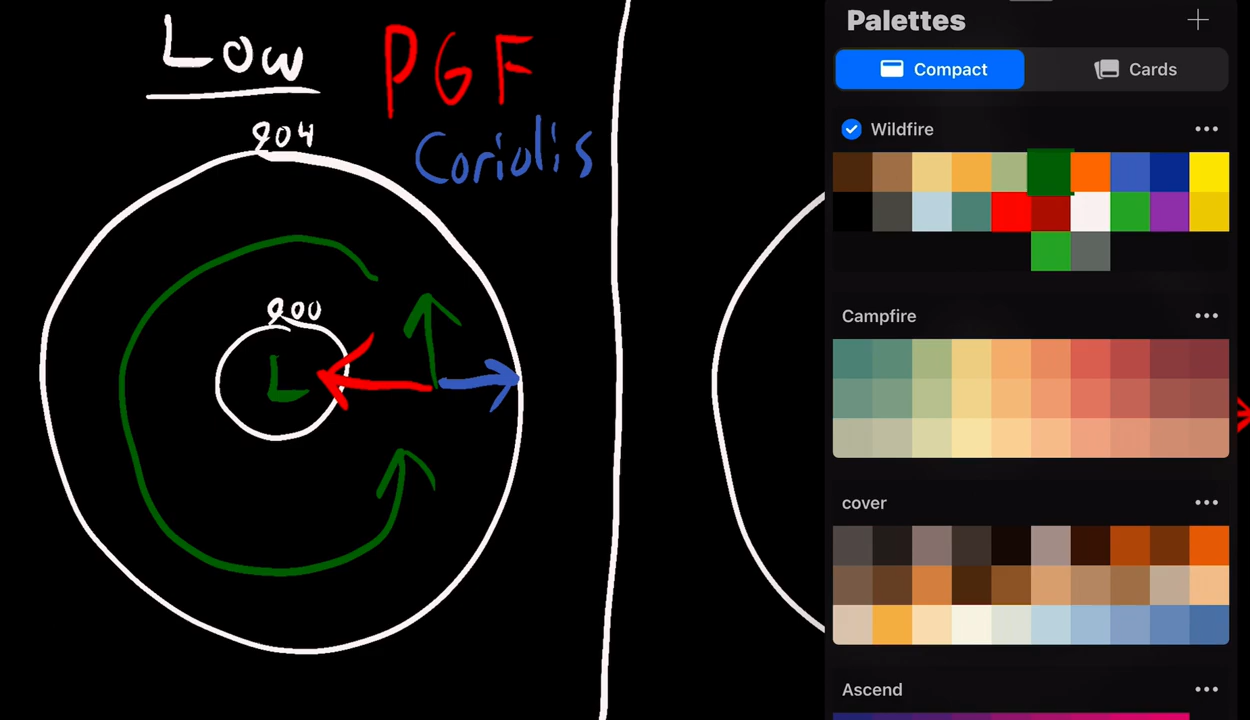 Low
PGF
Coriolis
904
900
L
Palettes
Compact
Cards
Wildfire
Campfire
cover
Ascend